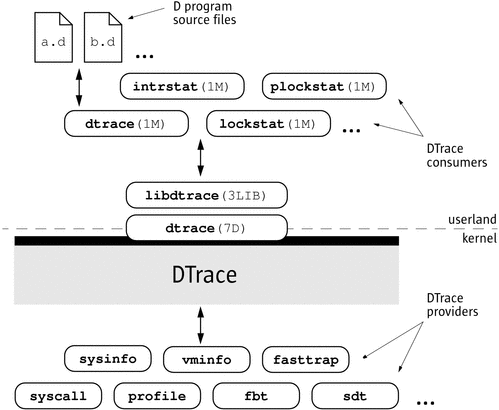 D program
source files
a.d b.d ...
intrstat(1M) plockstat(1M)
dtrace(1M) lockstat(1M) ...
DTrace
consumers
libdtrace(3LIB)
dtrace(7D)
userland
kernel
DTrace
DTrace
providers
sysinfo vminfo fasttrap
syscall profile fbt sdt ...